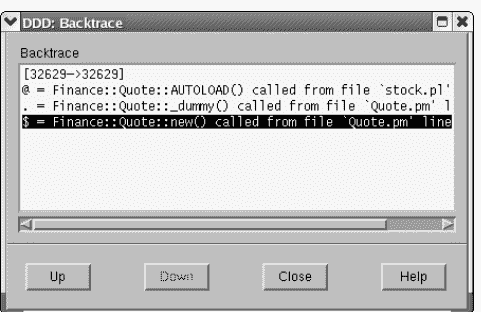 DDD: Backtrace
Backtrace
[32629->32629]
@ = Finance::Quote::AUTOLOAD() called from file `stock.pl'
. = Finance::Quote::_dummy() called from file `Quote.pm' l
$ = Finance::Quote::new() called from file `Quote.pm' line
Up
Down
Close
Help